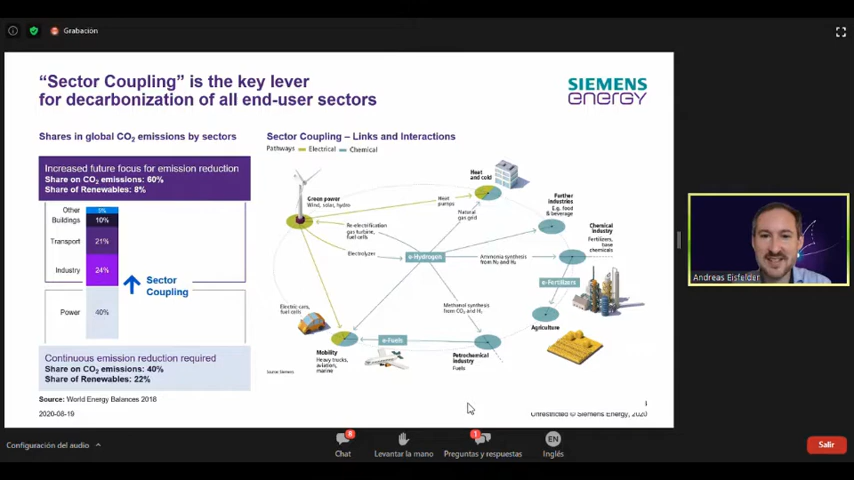 Grabación
"Sector Coupling" is the key lever
for decarbonization of all end-user sectors
SIEMENS
energy
Shares in global CO₂ emissions by sectors
Increased future focus for emission reduction
Share on CO₂ emissions: 60%
Share of Renewables: 8%
Other 5%
Buildings 10%
Transport 21%
Industry 24%
Power 40%
Sector
Coupling
Continuous emission reduction required
Share on CO₂ emissions: 40%
Share of Renewables: 22%
Source: World Energy Balances 2018
2020-08-19
Sector Coupling – Links and Interactions
Pathways Electrical / Chemical
Green power
Wind, solar, hydro
Heat
and cold
Heat
pumps
Natural
gas grid
Further
industries
E.g. food
& beverage
Re-electrification
gas turbine,
fuel cells
Electrolyzer
e-Hydrogen
Ammonia synthesis
from N₂ and H₂
Chemical
industry
Fertilizers,
base
chemicals
e-Fertilizers
Electric cars,
fuel cells
Methanol synthesis
from CO₂ and H₂
Agriculture
e-Fuels
Mobility
Heavy trucks,
aviation,
marine
Petrochemical
industry
Fuels
Unrestricted © Siemens Energy, 2020
Andreas Eisfelder
Configuración del audio
8
Chat
Levantar la mano
1
Preguntas y respuestas
EN
Inglés
Salir